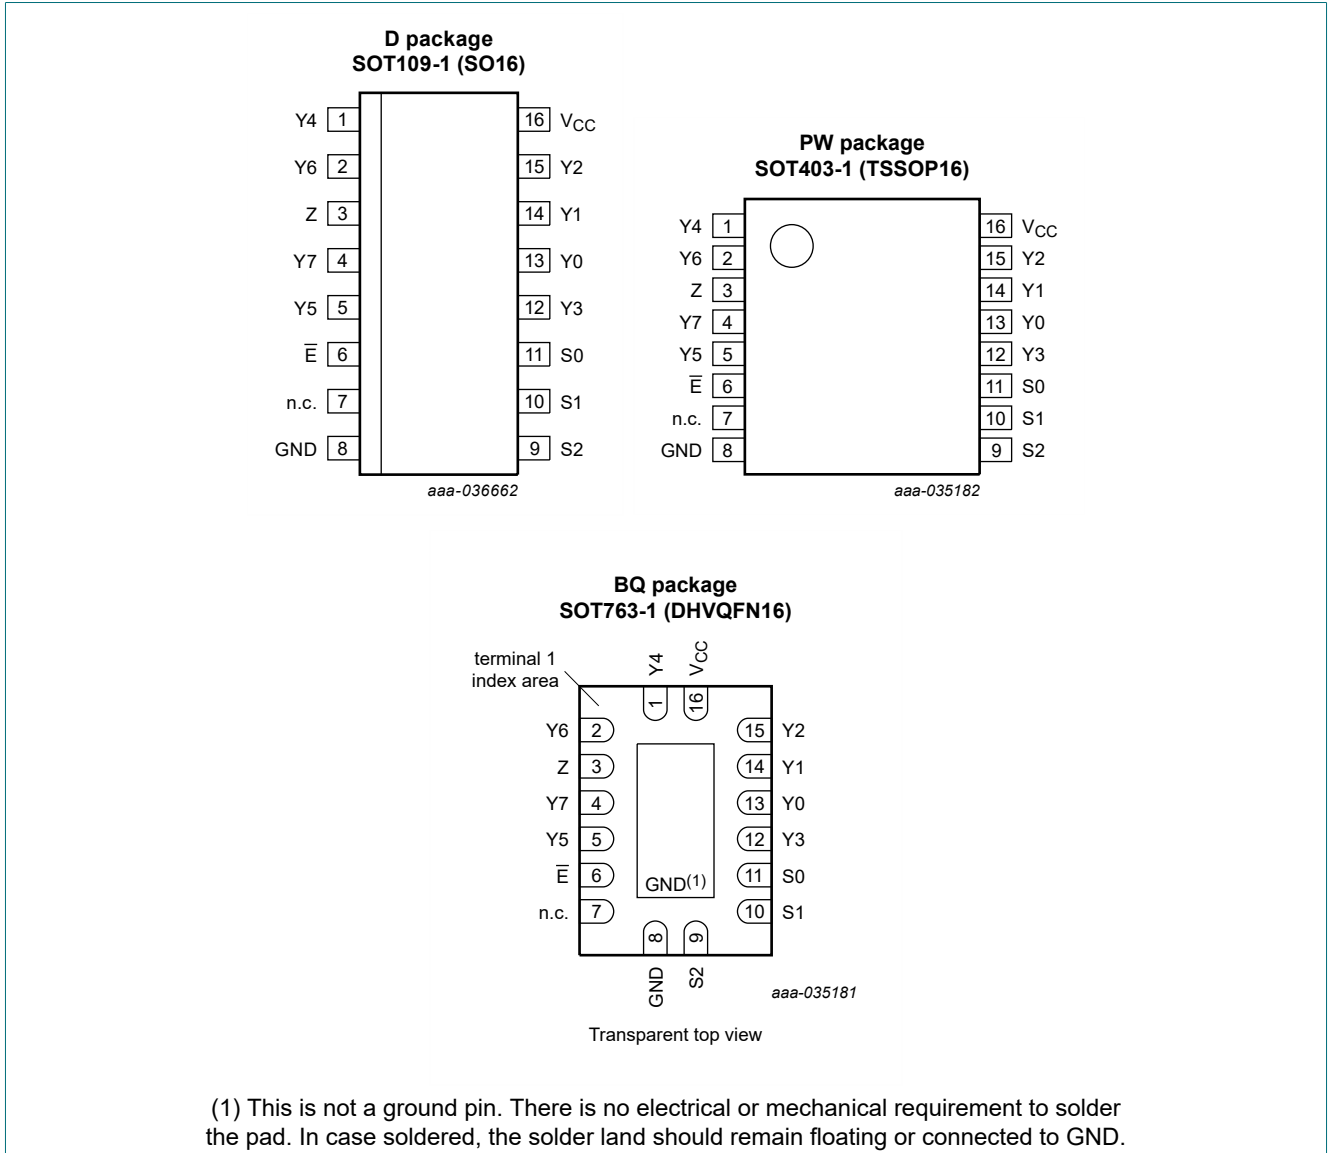 D package
SOT109-1 (SO16)
Y4 1 16 VCC
Y6 2 15 Y2
Z 3 14 Y1
Y7 4 13 Y0
Y5 5 12 Y3
E̅ 6 11 S0
n.c. 7 10 S1
GND 8 9 S2
aaa-036662
PW package
SOT403-1 (TSSOP16)
Y4 1 16 VCC
Y6 2 15 Y2
Z 3 14 Y1
Y7 4 13 Y0
Y5 5 12 Y3
E̅ 6 11 S0
n.c. 7 10 S1
GND 8 9 S2
aaa-035182
BQ package
SOT763-1 (DHVQFN16)
terminal 1
index area
Y4 VCC
1 16
Y6 2 15 Y2
Z 3 14 Y1
Y7 4 13 Y0
Y5 5 12 Y3
E̅ 6 11 S0
GND(1)
n.c. 7 10 S1
8 9
GND S2
aaa-035181
Transparent top view
(1) This is not a ground pin. There is no electrical or mechanical requirement to solder
the pad. In case soldered, the solder land should remain floating or connected to GND.